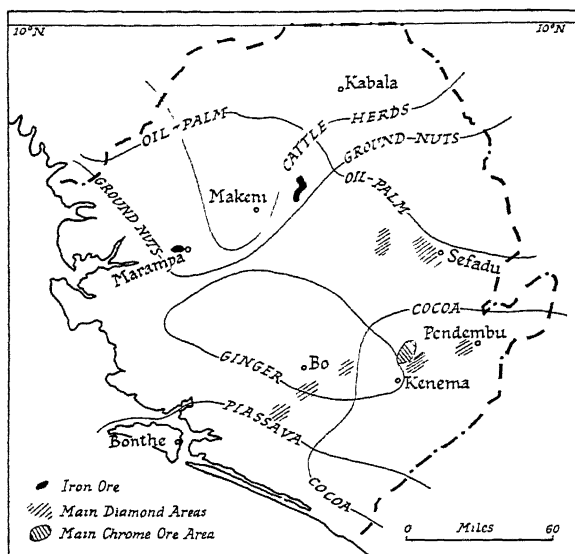 10°N
10°N
Kabala
OIL-PALM
CATTLE HERDS
GROUND-NUTS
GROUND NUTS
Makeni
OIL-PALM
Marampa
Sefadu
COCOA
Pendembu
GINGER
Bo
Kenema
PIASSAVA
Bonthe
COCOA
Iron Ore
Main Diamond Areas
Main Chrome Ore Area
0 Miles 60